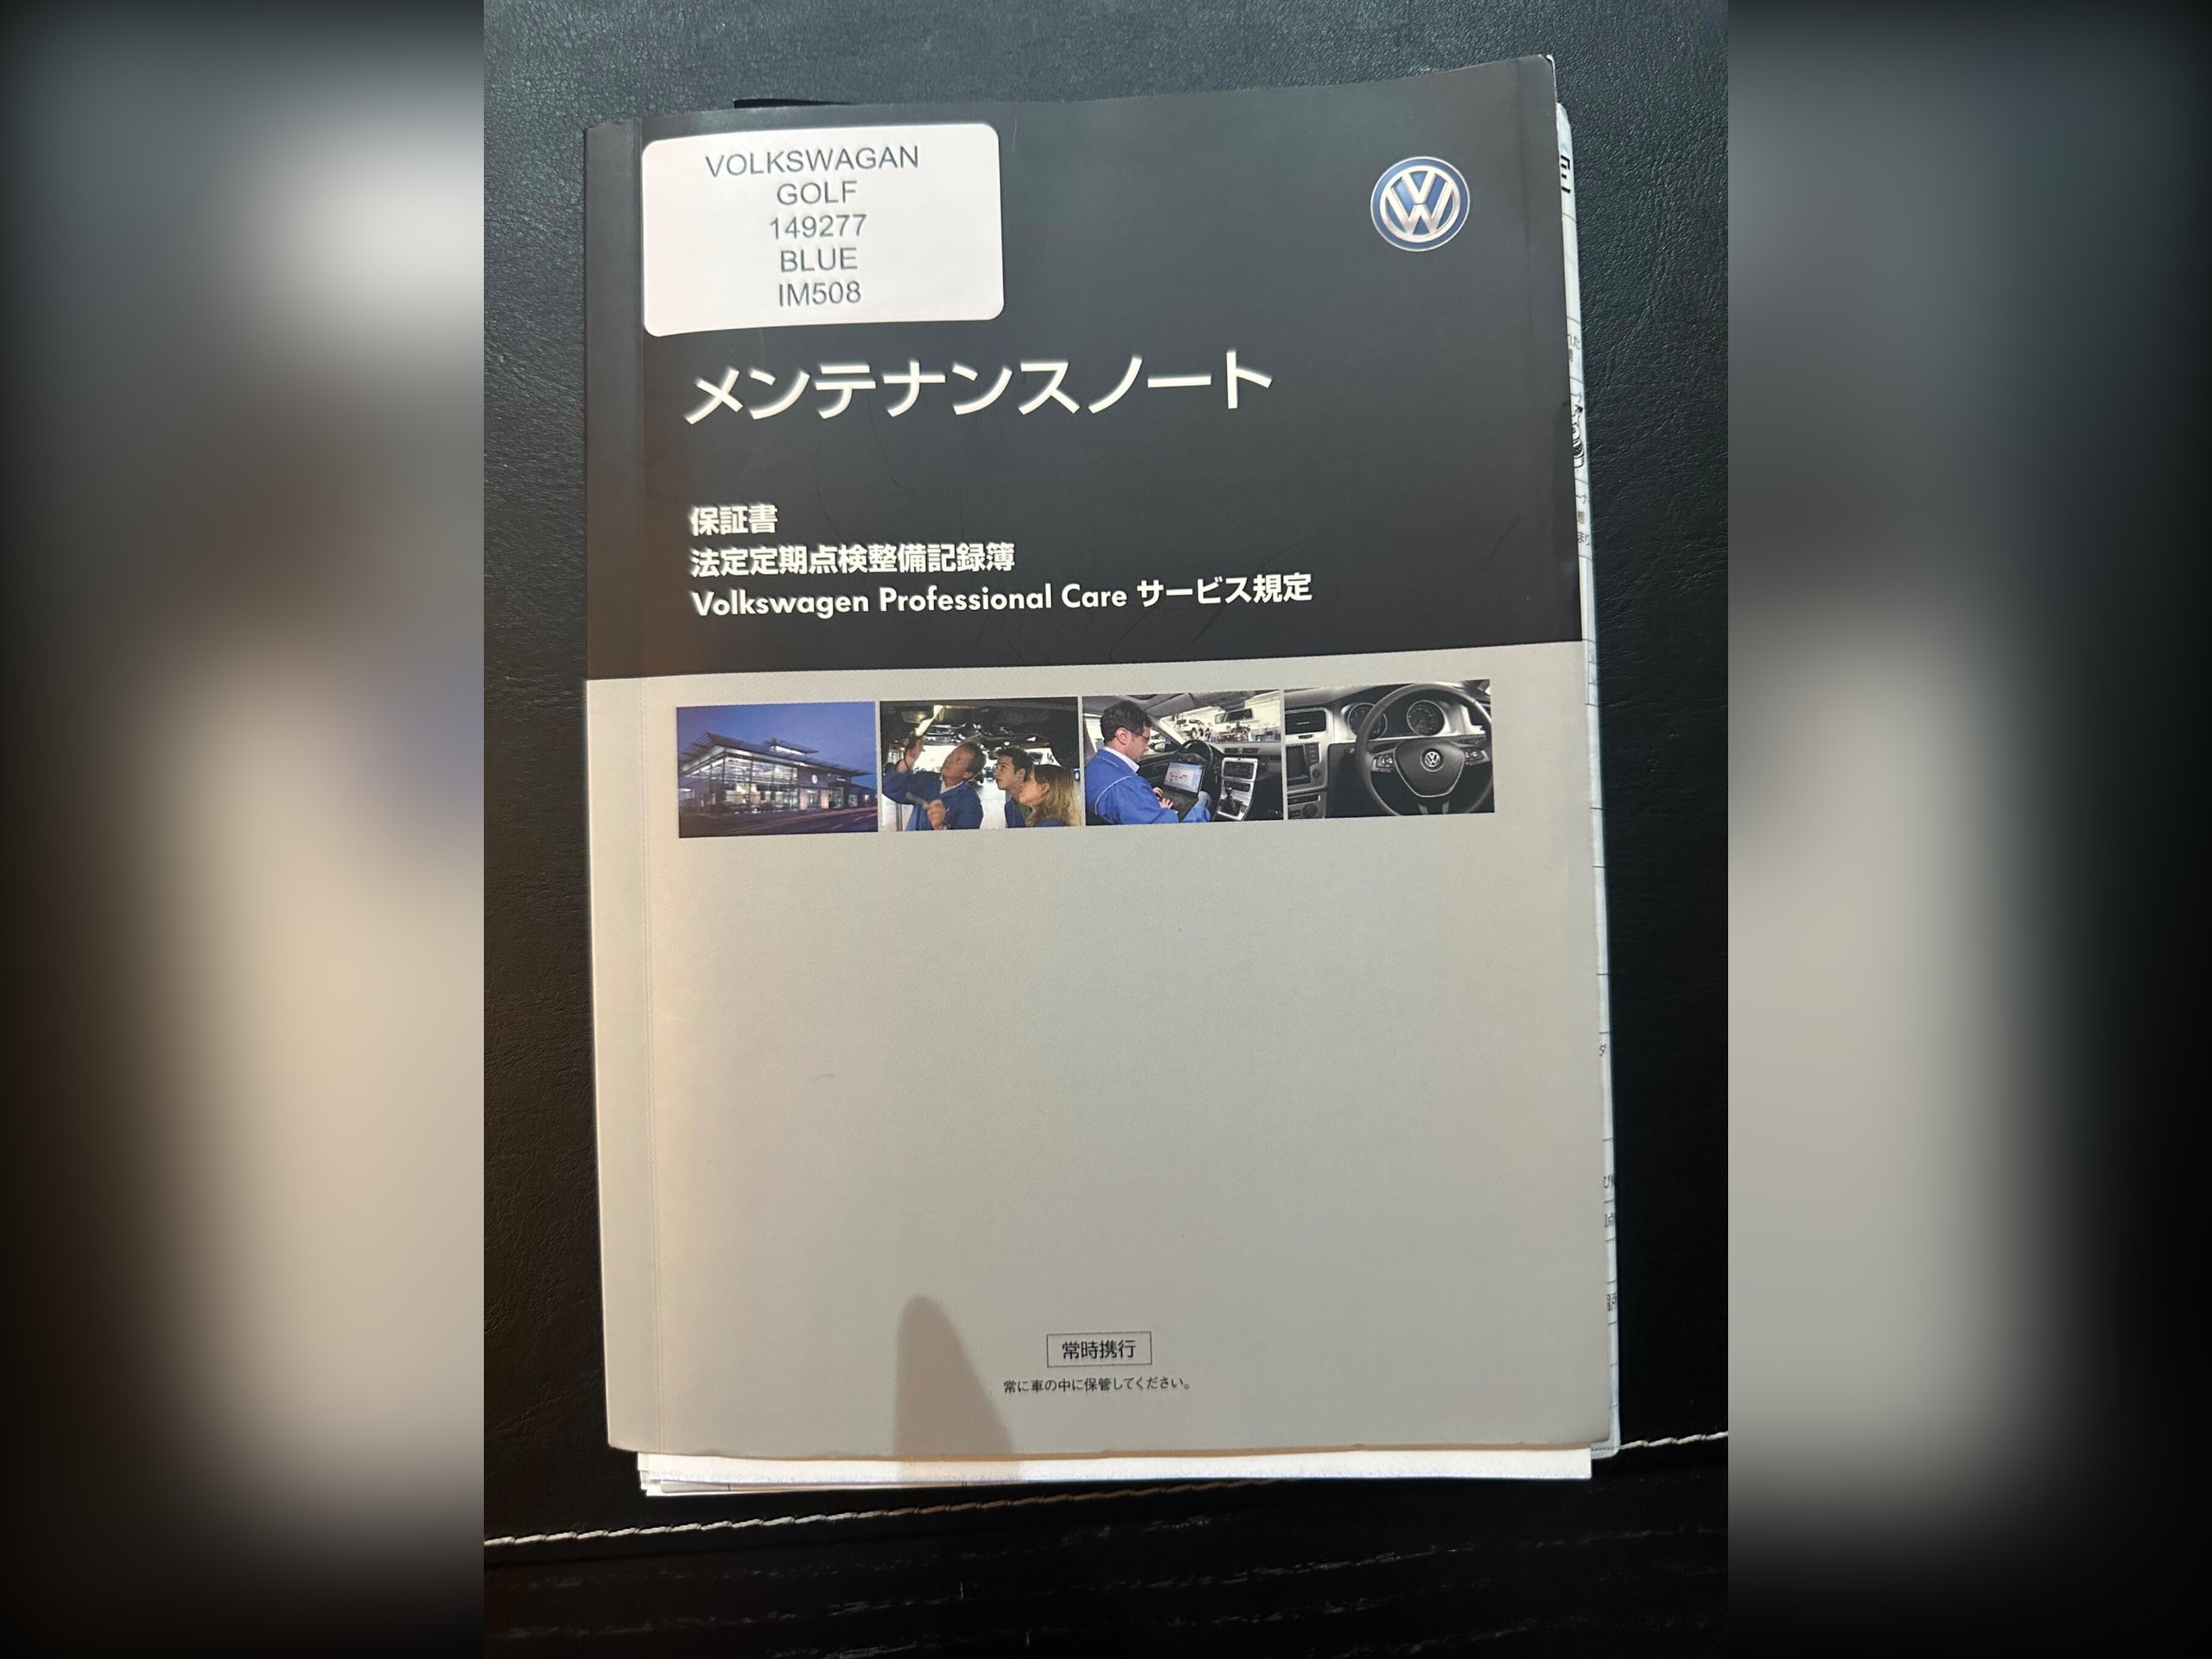 VOLKSWAGAN
GOLF
149277
BLUE
IM508
メンテナンスノート
保証書
法定定期点検整備記録簿
Volkswagen Professional Care サービス規定
常時携行
常に車の中に保管してください。